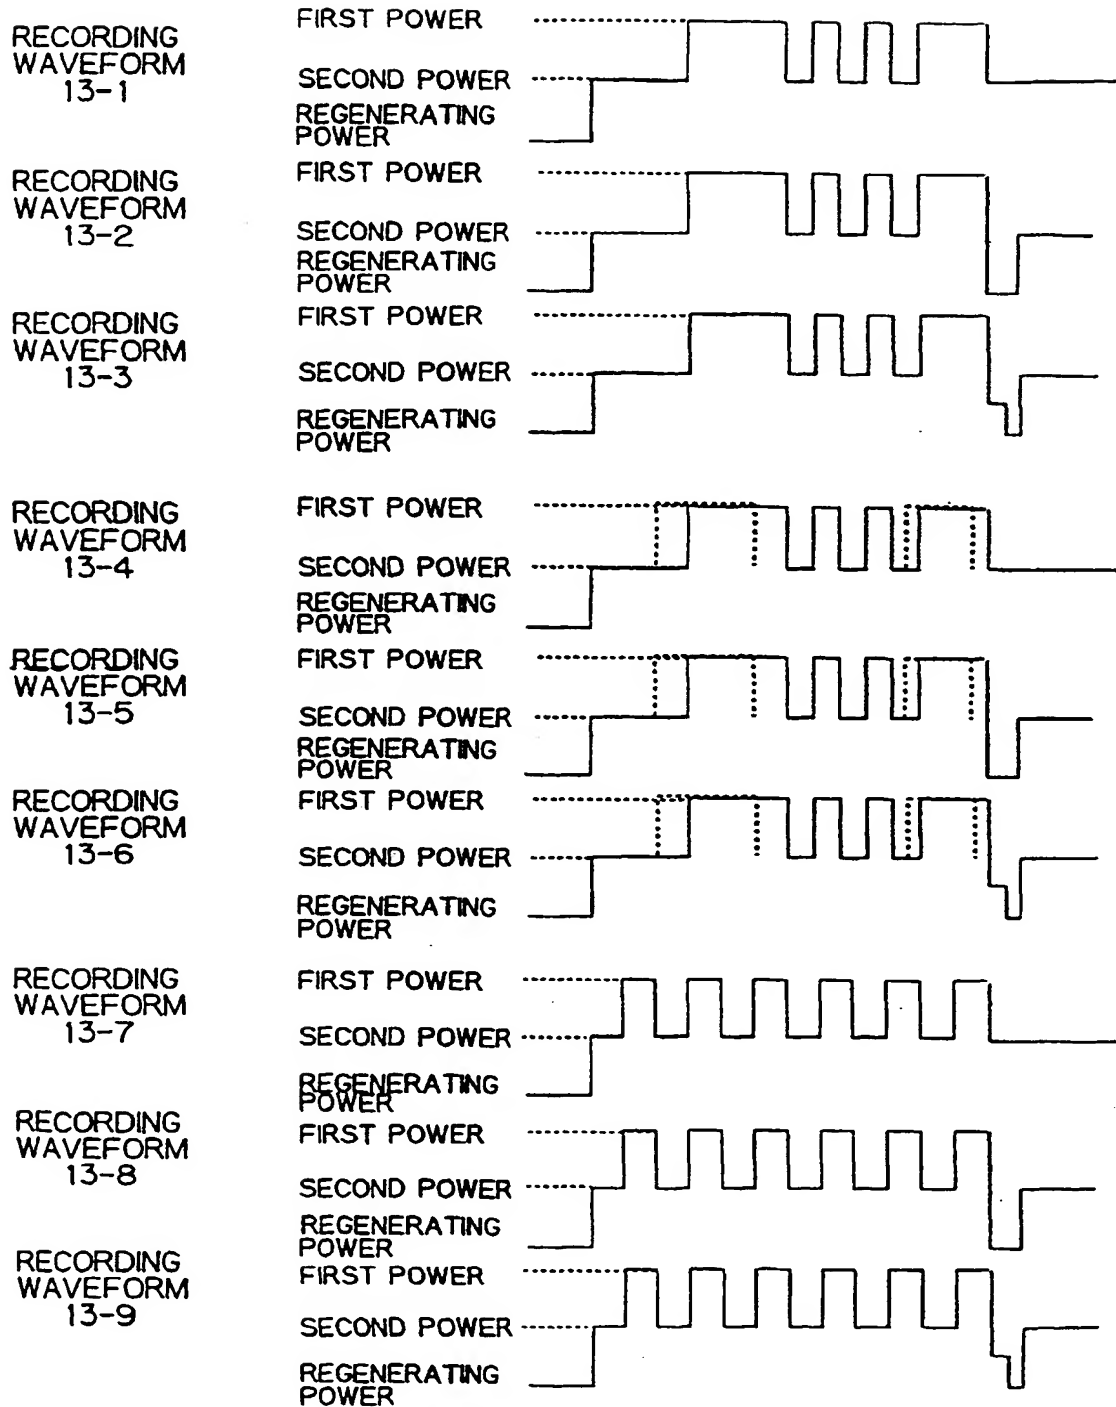 RECORDING
WAVEFORM
13-1
FIRST POWER
SECOND POWER
REGENERATING
POWER
RECORDING
WAVEFORM
13-2
FIRST POWER
SECOND POWER
REGENERATING
POWER
RECORDING
WAVEFORM
13-3
FIRST POWER
SECOND POWER
REGENERATING
POWER
RECORDING
WAVEFORM
13-4
FIRST POWER
SECOND POWER
REGENERATING
POWER
RECORDING
WAVEFORM
13-5
FIRST POWER
SECOND POWER
REGENERATING
POWER
RECORDING
WAVEFORM
13-6
FIRST POWER
SECOND POWER
REGENERATING
POWER
RECORDING
WAVEFORM
13-7
FIRST POWER
SECOND POWER
REGENERATING
POWER
RECORDING
WAVEFORM
13-8
FIRST POWER
SECOND POWER
REGENERATING
POWER
RECORDING
WAVEFORM
13-9
FIRST POWER
SECOND POWER
REGENERATING
POWER